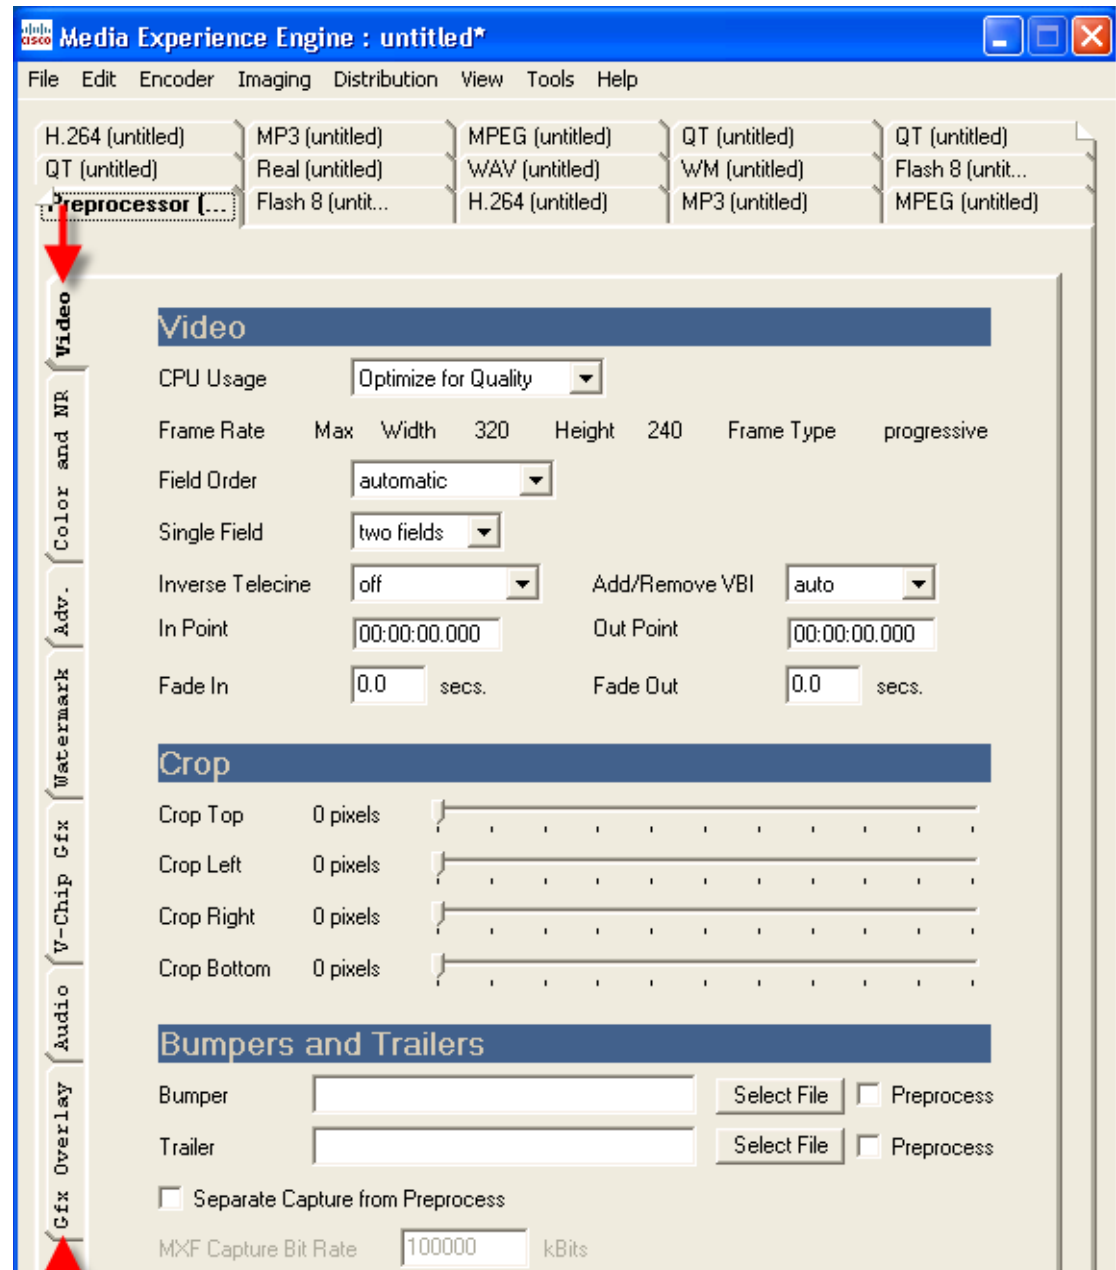 cisco Media Experience Engine : untitled*
File Edit Encoder Imaging Distribution View Tools Help
H.264 (untitled) MP3 (untitled) MPEG (untitled) QT (untitled) QT (untitled)
QT (untitled) Real (untitled) WAV (untitled) WM (untitled) Flash 8 (untit...
Preprocessor (... Flash 8 (untit... H.264 (untitled) MP3 (untitled) MPEG (untitled)
Video
Color and NR
Adv.
Watermark
V-Chip Gfx
Audio
Gfx Overlay
Video
CPU Usage Optimize for Quality
Frame Rate Max Width 320 Height 240 Frame Type progressive
Field Order automatic
Single Field two fields
Inverse Telecine off Add/Remove VBI auto
In Point 00:00:00.000 Out Point 00:00:00.000
Fade In 0.0 secs. Fade Out 0.0 secs.
Crop
Crop Top 0 pixels
Crop Left 0 pixels
Crop Right 0 pixels
Crop Bottom 0 pixels
Bumpers and Trailers
Bumper Select File Preprocess
Trailer Select File Preprocess
Separate Capture from Preprocess
MXF Capture Bit Rate 100000 kBits